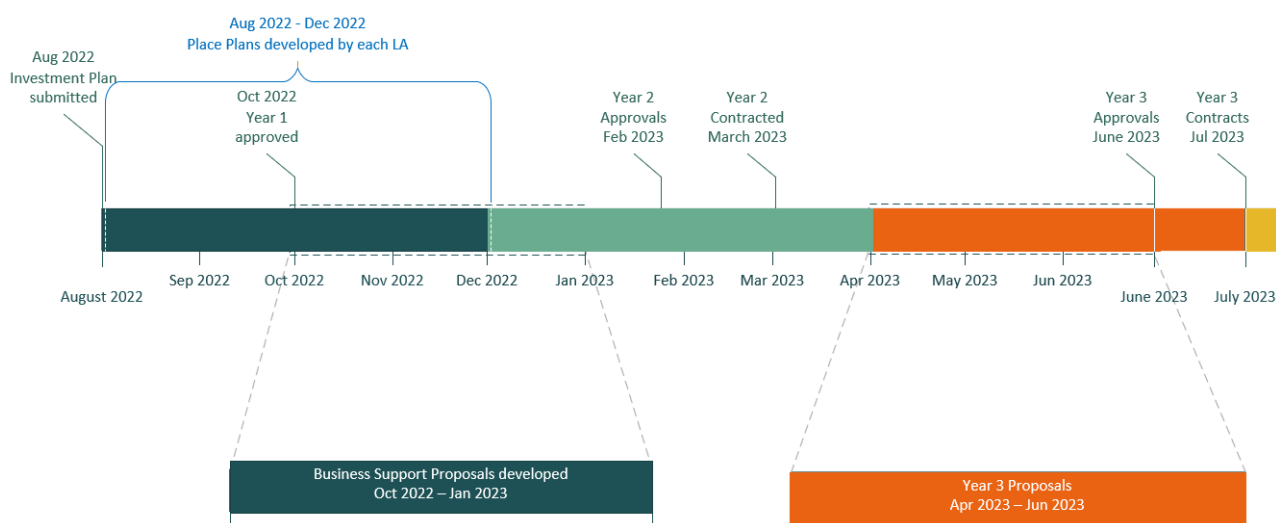 Aug 2022 - Dec 2022
Place Plans developed by each LA
Aug 2022
Investment Plan
submitted
Oct 2022
Year 1
approved
Year 2
Approvals
Feb 2023
Year 2
Contracted
March 2023
Year 3
Approvals
June 2023
Year 3
Contracts
Jul 2023
August 2022
Sep 2022
Oct 2022
Nov 2022
Dec 2022
Jan 2023
Feb 2023
Mar 2023
Apr 2023
May 2023
Jun 2023
June 2023
July 2023
Business Support Proposals developed
Oct 2022 – Jan 2023
Year 3 Proposals
Apr 2023 – Jun 2023